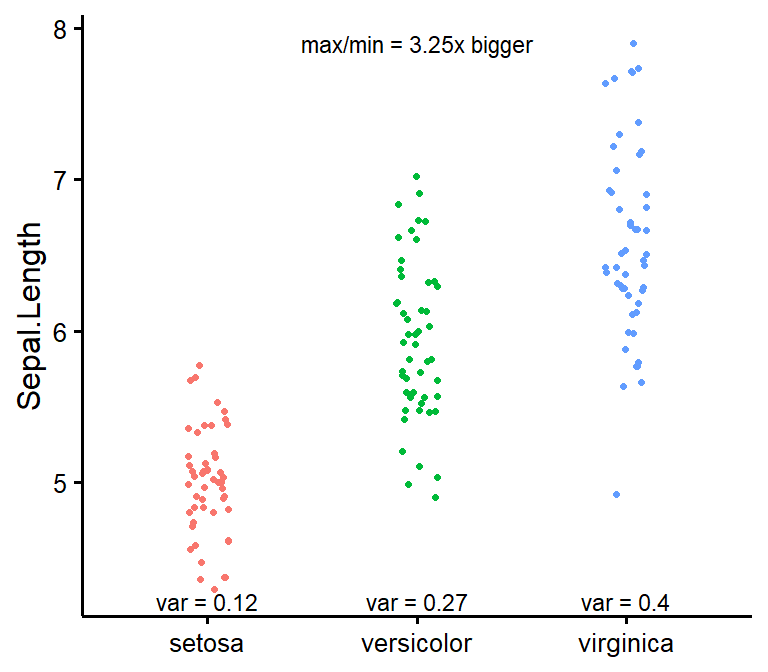 8
max/min = 3.25x bigger
7
Sepal.Length
6
5
var = 0.12
var = 0.27
var = 0.4
setosa
versicolor
virginica